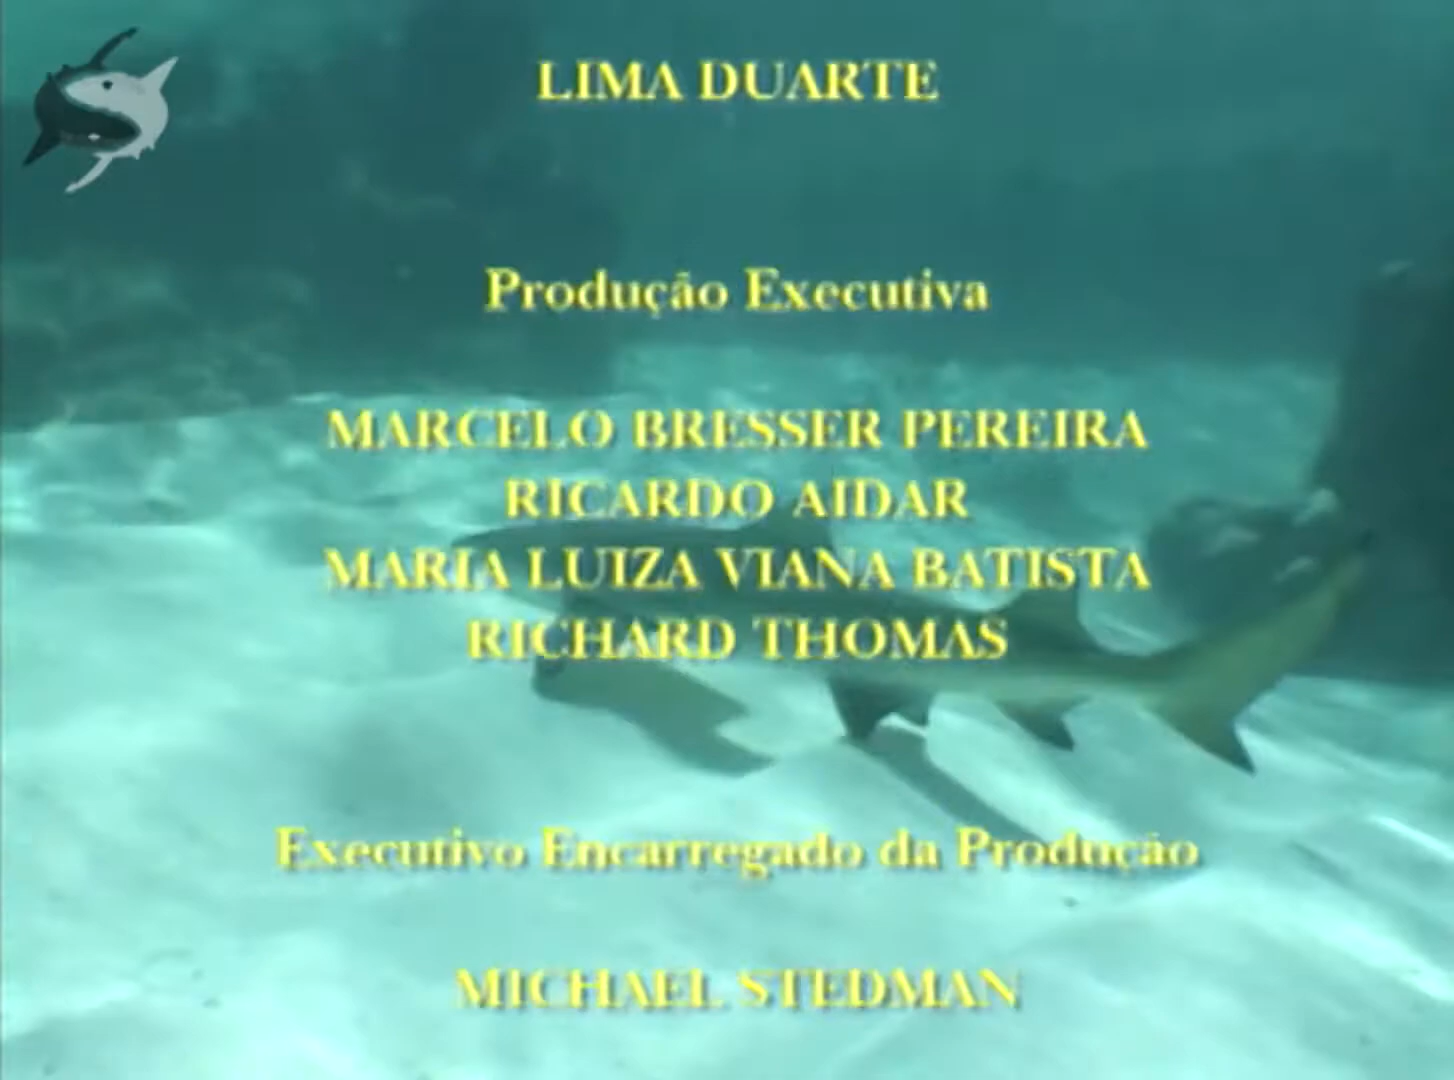 LIMA DUARTE
Produção Executiva
MARCELO BRESSER PEREIRA
RICARDO AIDAR
MARIA LUIZA VIANA BATISTA
RICHARD THOMAS
Executivo Encarregado da Produção
MICHAEL STEDMAN